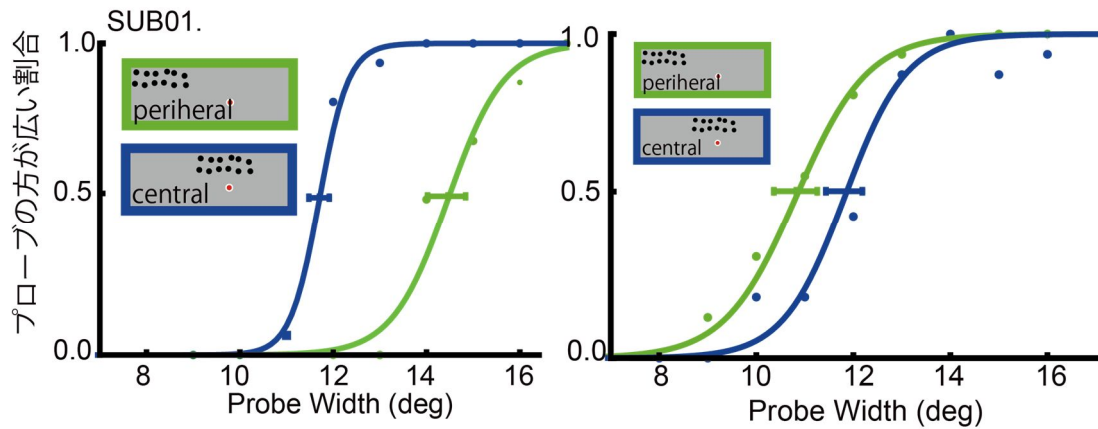 SUB01.
プローブの方が広い割合
1.0
0.5
0.0
periheral
central
8 10 12 14 16
Probe Width (deg)
1.0
0.5
0.0
periheral
central
8 10 12 14 16
Probe Width (deg)